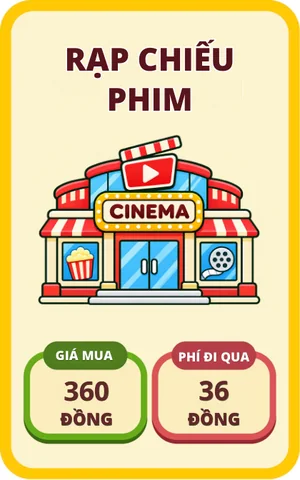 RẠP CHIẾU
PHIM
CINEMA
GIÁ MUA
360
ĐỒNG
PHÍ ĐI QUA
36
ĐỒNG